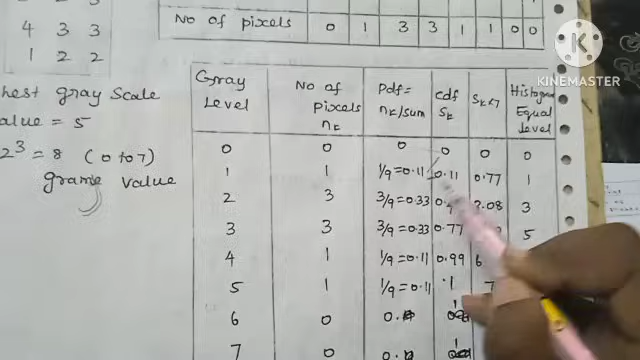 4 3 3
1 2 2
No of pixels 0 1 3 3 1 1 0 0
KINEMASTER
hest gray Scale
value = 5
2³ = 8 (0 to 7)
grame value
Gray Level No of pixels nk Pdf= nk/sum cdf Sk Sk×7 Histogram Equal Level
0 0 0 0 0 0
1 1 1/9=0.11 0.11 0.77 1
2 3 3/9=0.33 3
3 3 3/9=0.33 0.77 5
4 1 1/9=0.11 0.99 6
5 1 1/9=0.11 1 7
6 0 1
7 0 1